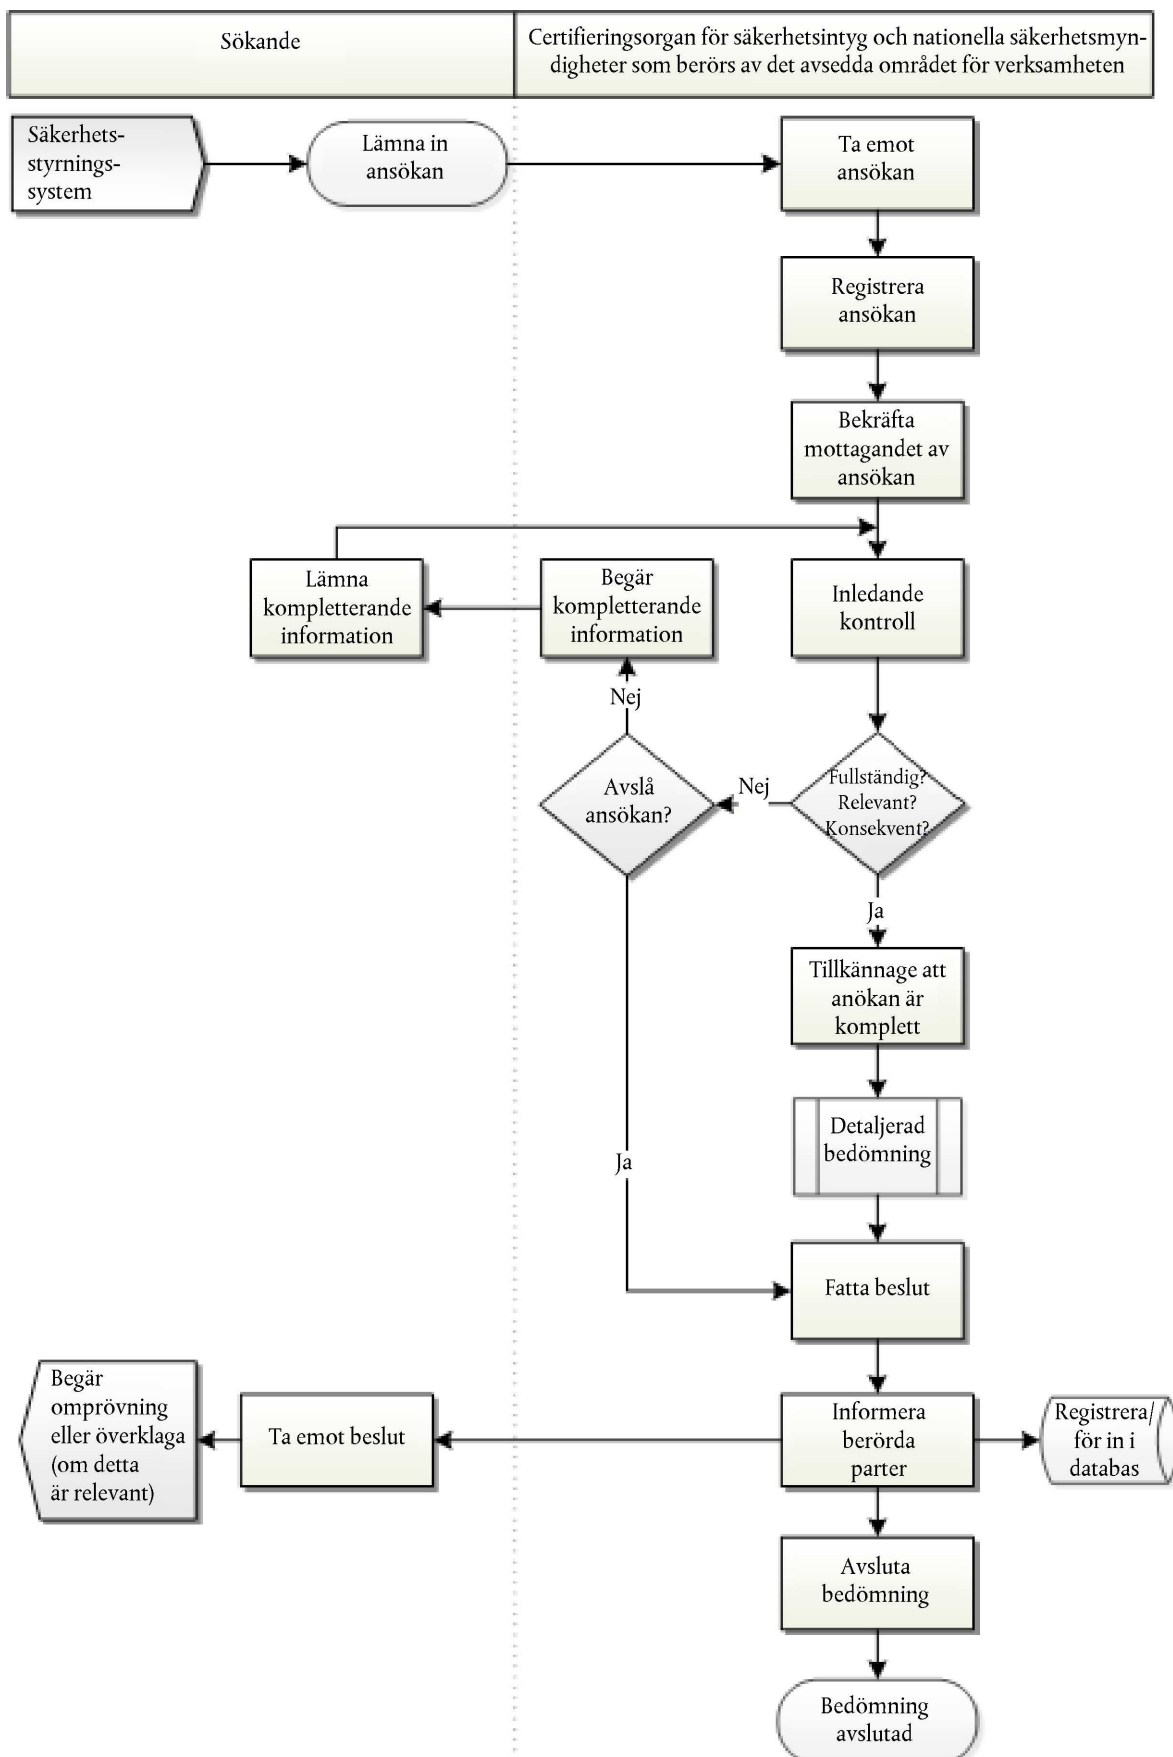 Sökande
Certifieringsorgan för säkerhetsintyg och nationella säkerhetsmyn-
digheter som berörs av det avsedda området för verksamheten
Säkerhets-
styrnings-
system
Lämna in
ansökan
Ta emot
ansökan
Registrera
ansökan
Bekräfta
mottagandet av
ansökan
Lämna
kompletterande
information
Begär
kompletterande
information
Inledande
kontroll
Nej
Avslå
ansökan?
Nej
Fullständig?
Relevant?
Konsekvent?
Ja
Tillkännage att
anökan är
komplett
Detaljerad
bedömning
Ja
Fatta beslut
Begär
omprövning
eller överklaga
(om detta
är relevant)
Ta emot beslut
Informera
berörda
parter
Registrera/
för in i
databas
Avsluta
bedömning
Bedömning
avslutad